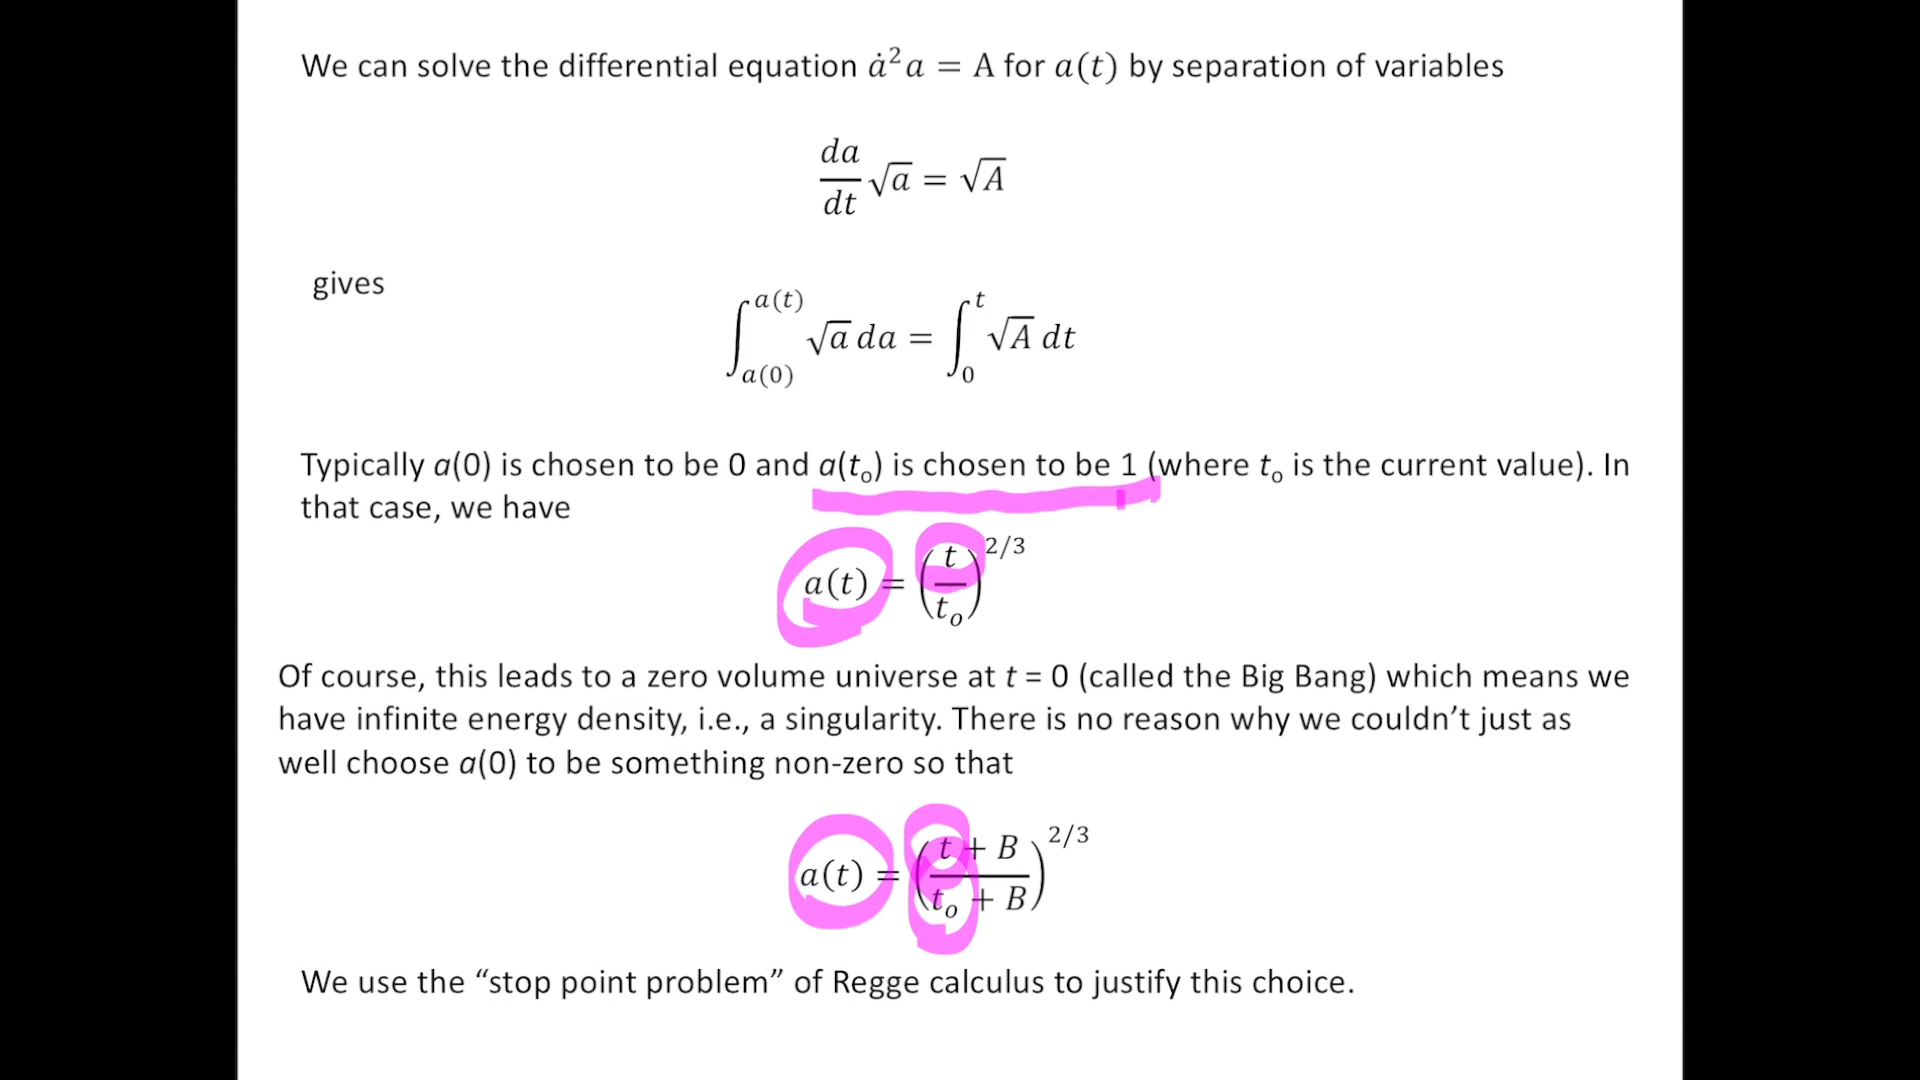 We can solve the differential equation ȧ²a = A for a(t) by separation of variables
da/dt √a = √A
gives
∫_{a(0)}^{a(t)} √a da = ∫_0^t √A dt
Typically a(0) is chosen to be 0 and a(tₒ) is chosen to be 1 (where tₒ is the current value). In
that case, we have
a(t) = (t/tₒ)^{2/3}
Of course, this leads to a zero volume universe at t = 0 (called the Big Bang) which means we
have infinite energy density, i.e., a singularity. There is no reason why we couldn’t just as
well choose a(0) to be something non-zero so that
a(t) = ((t + B)/(tₒ + B))^{2/3}
We use the “stop point problem” of Regge calculus to justify this choice.